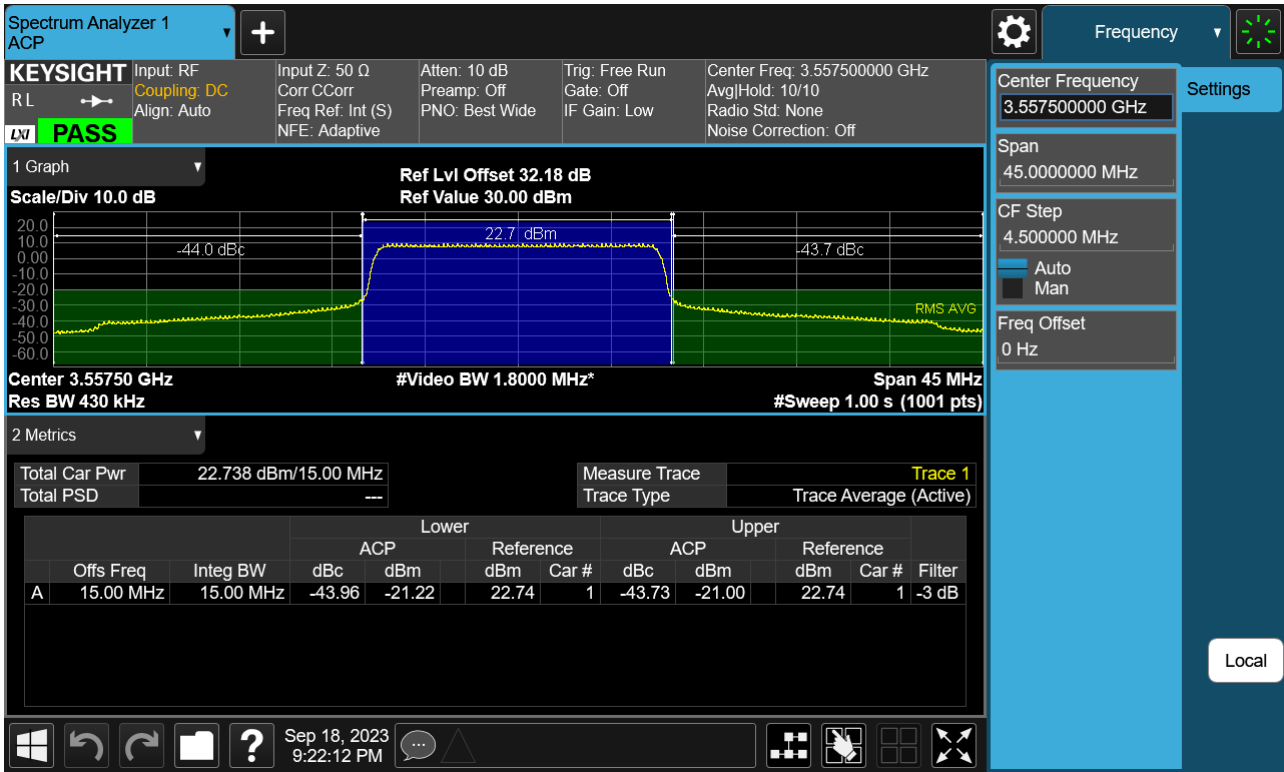 Spectrum Analyzer 1
ACP
Frequency
KEYSIGHT
R L
LXI
PASS
Input: RF
Coupling: DC
Align: Auto
Input Z: 50 Ω
Corr CCorr
Freq Ref: Int (S)
NFE: Adaptive
Atten: 10 dB
Preamp: Off
PNO: Best Wide
Trig: Free Run
Gate: Off
IF Gain: Low
Center Freq: 3.557500000 GHz
Avg|Hold: 10/10
Radio Std: None
Noise Correction: Off
Center Frequency
3.557500000 GHz
Settings
Span
45.0000000 MHz
CF Step
4.500000 MHz
Auto
Man
Freq Offset
0 Hz
Local
1 Graph
Ref Lvl Offset 32.18 dB
Scale/Div 10.0 dB
Ref Value 30.00 dBm
20.0
10.0
0.00
-10.0
-20.0
-30.0
-40.0
-50.0
-60.0
-44.0 dBc
22.7 dBm
-43.7 dBc
RMS AVG
Center 3.55750 GHz
#Video BW 1.8000 MHz*
Span 45 MHz
Res BW 430 kHz
#Sweep 1.00 s (1001 pts)
2 Metrics
Total Car Pwr 22.738 dBm/15.00 MHz
Total PSD ---
Measure Trace Trace 1
Trace Type Trace Average (Active)
Lower Upper
ACP Reference ACP Reference
Offs Freq Integ BW dBc dBm dBm Car # dBc dBm dBm Car # Filter
A 15.00 MHz 15.00 MHz -43.96 -21.22 22.74 1 -43.73 -21.00 22.74 1 -3 dB
Sep 18, 2023
9:22:12 PM